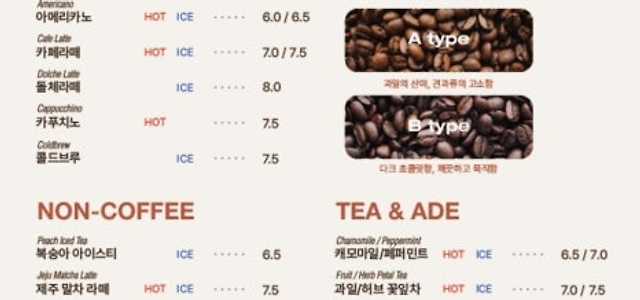 Americano
아메리카노 HOT ICE ····· 6.0 / 6.5
Cafe Latte
카페라떼 HOT ICE ····· 7.0 / 7.5
Dolche Latte
돌체라떼 ICE ····· 8.0
Cappucchino
카푸치노 HOT ····· 7.5
Coldbrew
콜드브루 ICE ····· 7.5
A type
과일의 산미, 견과류의 고소함
B type
다크 초콜릿향, 깨끗하고 묵직함
NON-COFFEE
Peach Iced Tea
복숭아 아이스티 ICE ····· 6.5
Jeju Matcha Latte
제주 말차 라떼 HOT ICE ····· 7.5
TEA & ADE
Chamomile / Peppermint
캐모마일/페퍼민트 HOT ICE ····· 6.5 / 7.0
Fruit / Herb Petal Tea
과일/허브 꽃잎차 HOT ICE ····· 7.0 / 7.5